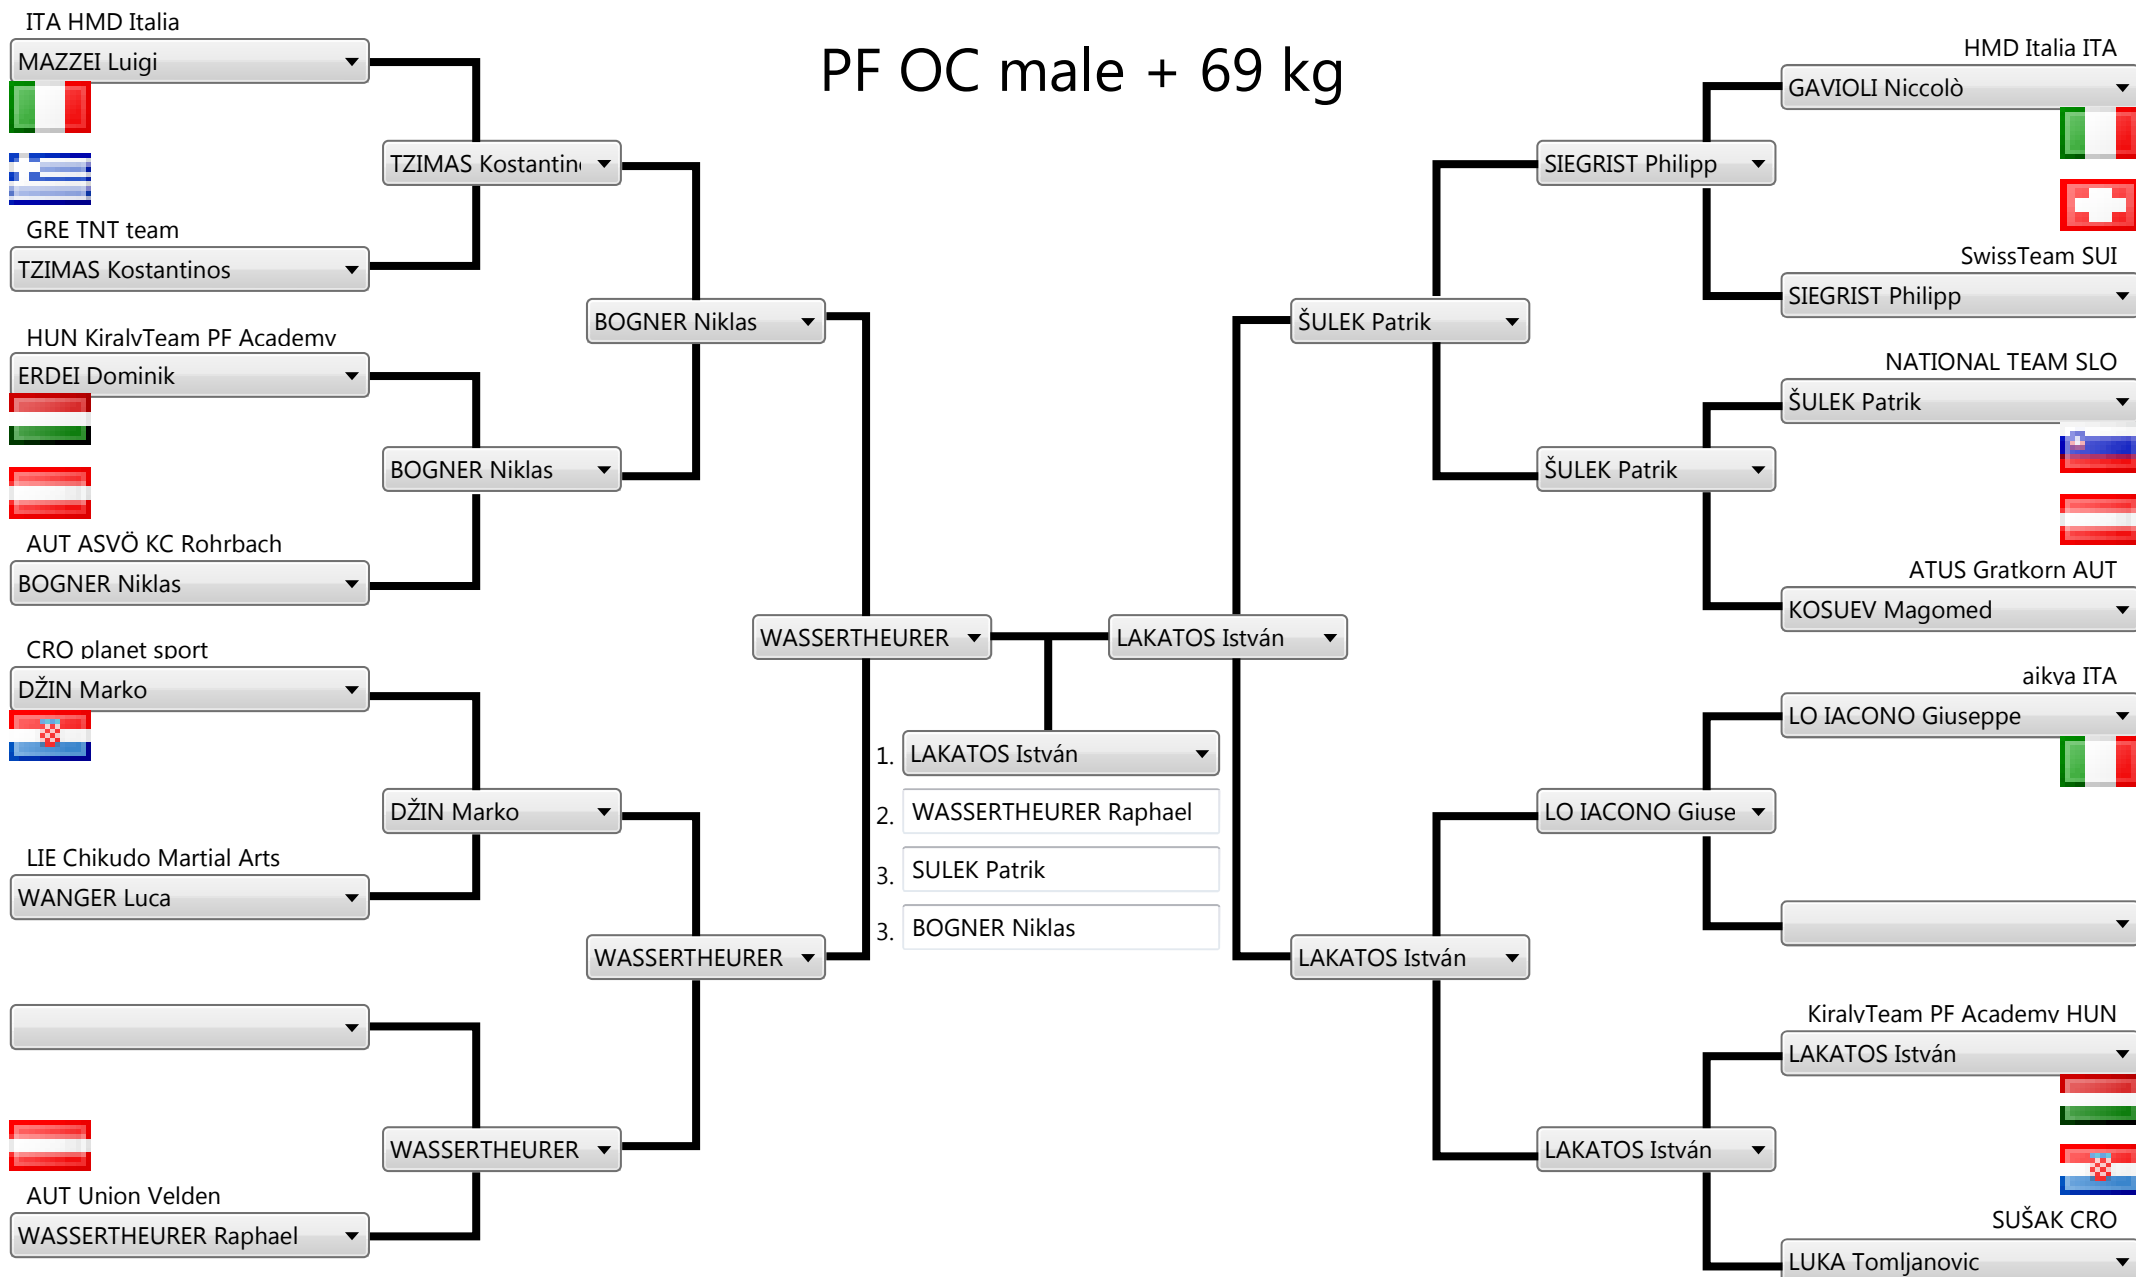 PF OC male + 69 kg
ITA HMD Italia
MAZZEI Luigi
GRE TNT team
TZIMAS Kostantinos
HUN KiralyTeam PF Academy
ERDEI Dominik
AUT ASVÖ KC Rohrbach
BOGNER Niklas
CRO planet sport
DŽIN Marko
LIE Chikudo Martial Arts
WANGER Luca
AUT Union Velden
WASSERTHEURER Raphael
TZIMAS Kostantin
BOGNER Niklas
DŽIN Marko
WASSERTHEURER
BOGNER Niklas
WASSERTHEURER
WASSERTHEURER
LAKATOS István
1. LAKATOS István
2. WASSERTHEURER Raphael
3. SULEK Patrik
3. BOGNER Niklas
ŠULEK Patrik
LAKATOS István
SIEGRIST Philipp
ŠULEK Patrik
LO IACONO Giuse
LAKATOS István
HMD Italia ITA
GAVIOLI Niccolò
SwissTeam SUI
SIEGRIST Philipp
NATIONAL TEAM SLO
ŠULEK Patrik
ATUS Gratkorn AUT
KOSUEV Magomed
aikya ITA
LO IACONO Giuseppe
KiralyTeam PF Academy HUN
LAKATOS István
SUŠAK CRO
LUKA Tomljanovic